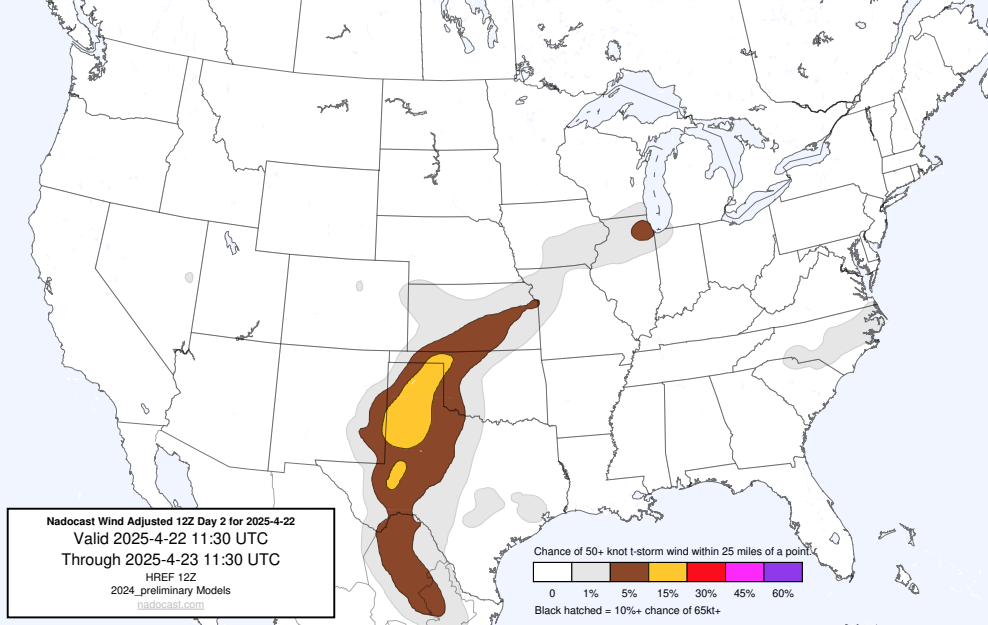 Nadocast Wind Adjusted 12Z Day 2 for 2025-4-22
Valid 2025-4-22 11:30 UTC
Through 2025-4-23 11:30 UTC
HREF 12Z
2024_preliminary Models
nadocast.com
Chance of 50+ knot t-storm wind within 25 miles of a point.
0 1% 5% 15% 30% 45% 60%
Black hatched = 10%+ chance of 65kt+